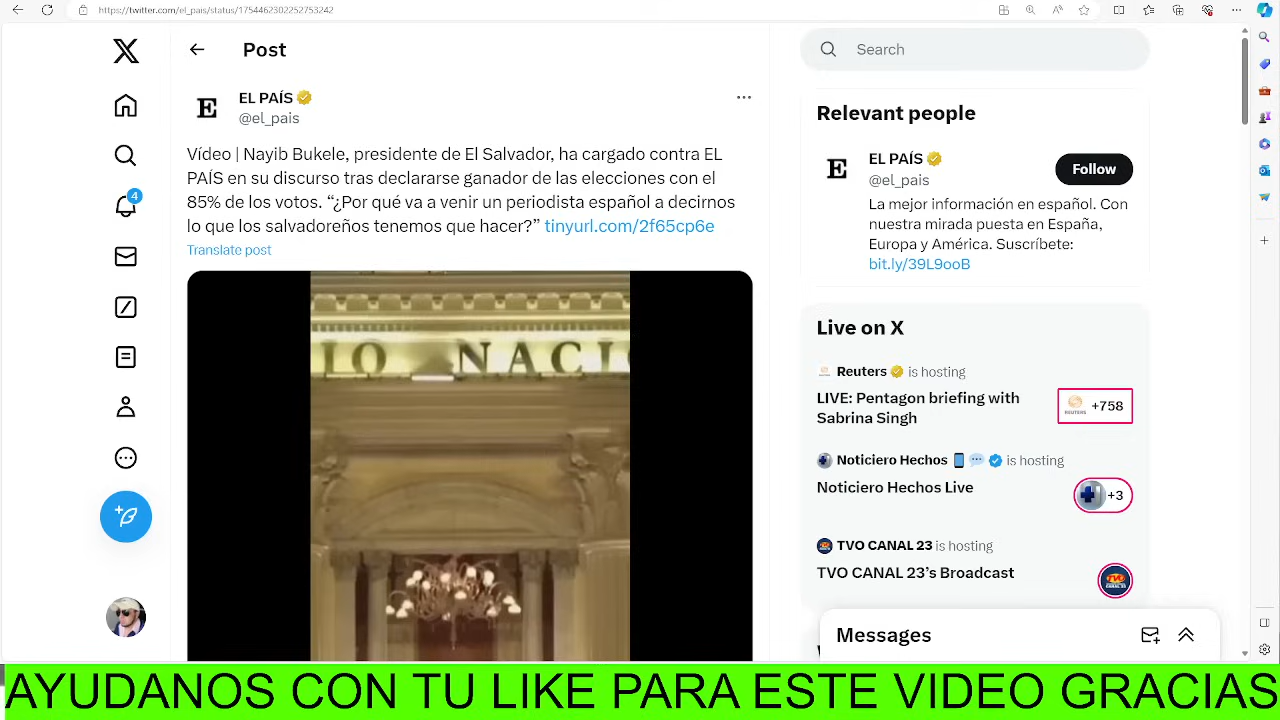 https://twitter.com/el_pais/status/1754462302252753242
Post
EL PAÍS
@el_pais
Vídeo | Nayib Bukele, presidente de El Salvador, ha cargado contra EL
PAÍS en su discurso tras declararse ganador de las elecciones con el
85% de los votos. “¿Por qué va a venir un periodista español a decirnos
lo que los salvadoreños tenemos que hacer?” tinyurl.com/2f65cp6e
Translate post
IO NACIO
4
Search
Relevant people
EL PAÍS
@el_pais
Follow
La mejor información en español. Con
nuestra mirada puesta en España,
Europa y América. Suscríbete:
bit.ly/39L9ooB
Live on X
Reuters is hosting
LIVE: Pentagon briefing with
Sabrina Singh
REUTERS +758
Noticiero Hechos is hosting
Noticiero Hechos Live
+3
TVO CANAL 23 is hosting
TVO CANAL 23’s Broadcast
Messages
AYUDANOS CON TU LIKE PARA ESTE VIDEO GRACIAS